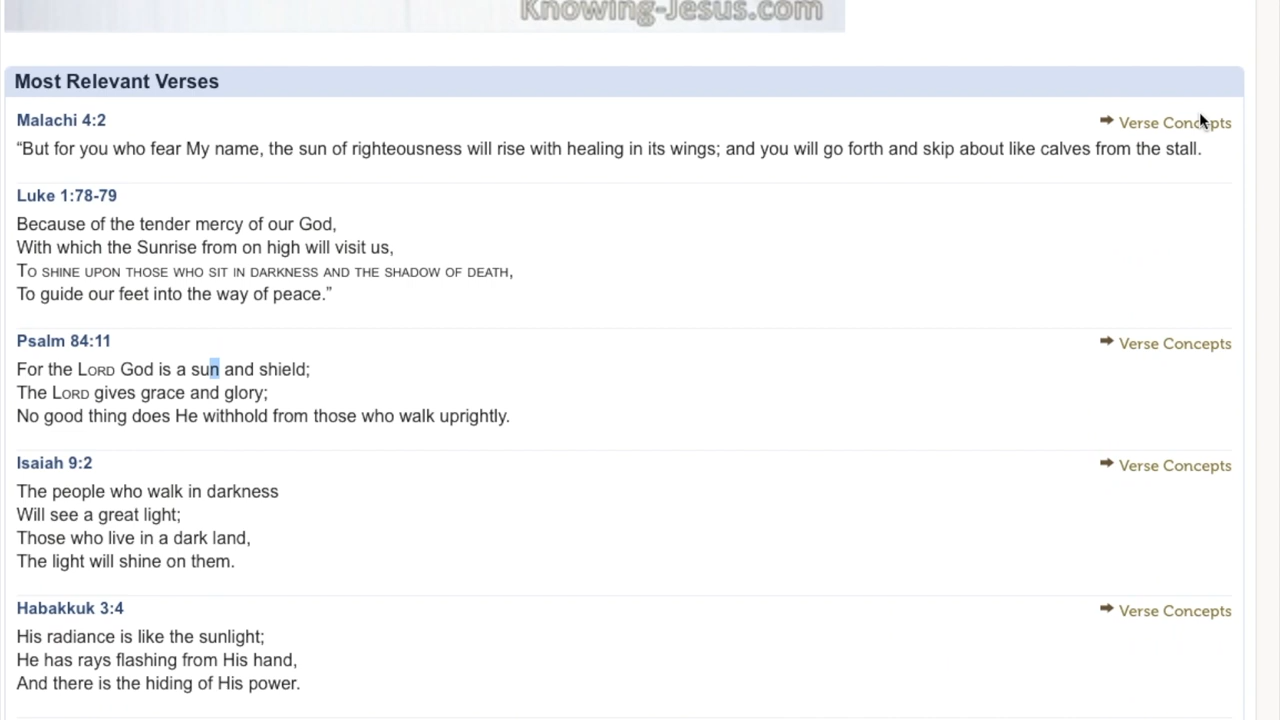 Knowing-Jesus.com
Most Relevant Verses
Malachi 4:2
Verse Concepts
“But for you who fear My name, the sun of righteousness will rise with healing in its wings; and you will go forth and skip about like calves from the stall.
Luke 1:78-79
Because of the tender mercy of our God,
With which the Sunrise from on high will visit us,
To shine upon those who sit in darkness and the shadow of death,
To guide our feet into the way of peace.”
Psalm 84:11
Verse Concepts
For the Lord God is a sun and shield;
The Lord gives grace and glory;
No good thing does He withhold from those who walk uprightly.
Isaiah 9:2
Verse Concepts
The people who walk in darkness
Will see a great light;
Those who live in a dark land,
The light will shine on them.
Habakkuk 3:4
Verse Concepts
His radiance is like the sunlight;
He has rays flashing from His hand,
And there is the hiding of His power.